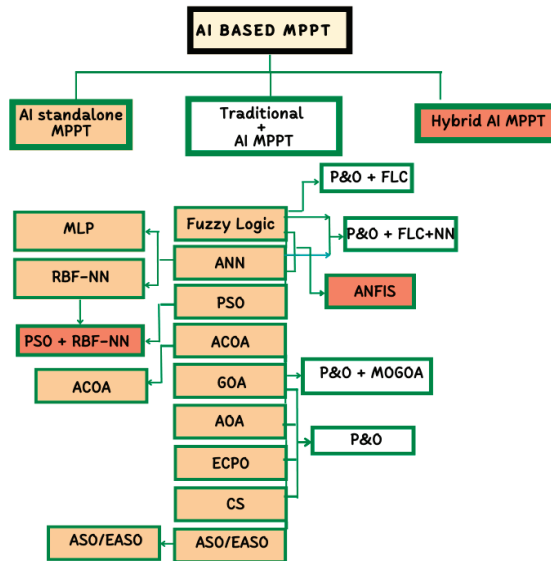 AI BASED MPPT
AI standalone
MPPT
Traditional
+
AI MPPT
Hybrid AI MPPT
P&O + FLC
MLP
Fuzzy Logic
P&O + FLC+NN
RBF-NN
ANN
ANFIS
PSO
PSO + RBF-NN
ACOA
ACOA
GOA
P&O + MOGOA
AOA
P&O
ECPO
CS
ASO/EASO
ASO/EASO